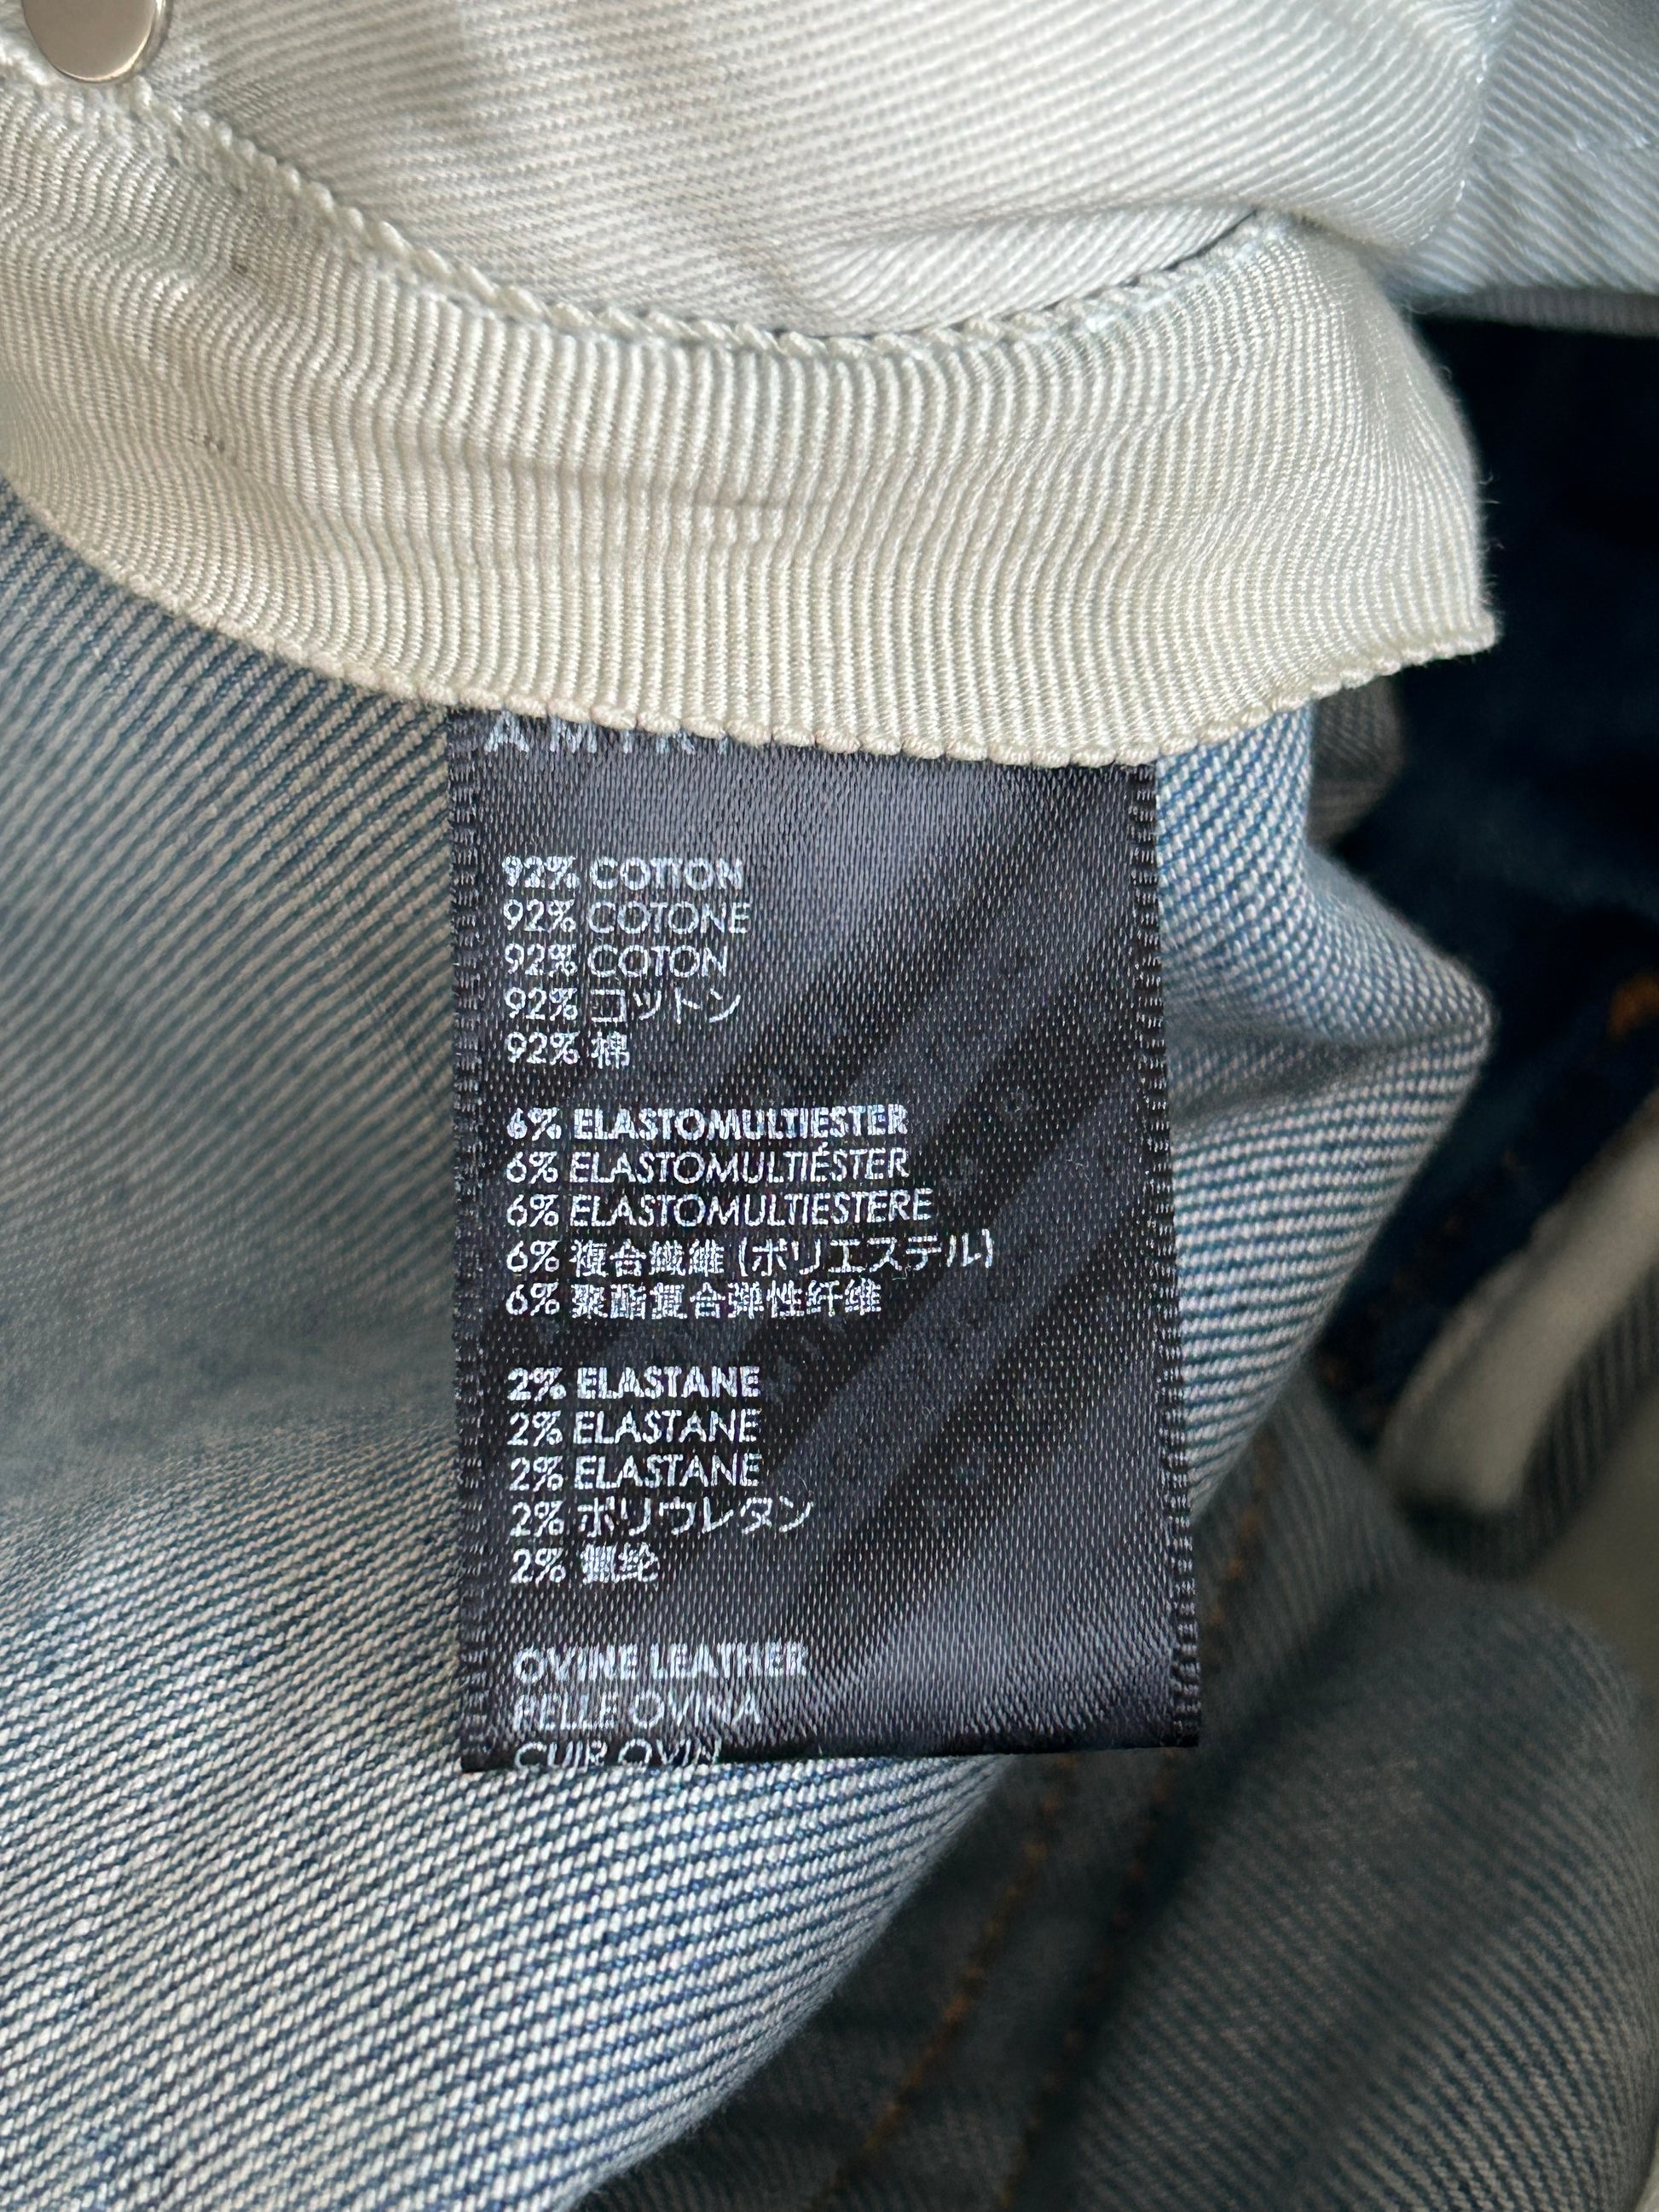 AMIRI
92% COTTON
92% COTONE
92% COTON
92% コットン
92% 棉
6% ELASTOMULTIESTER
6% ELASTOMULTIÉSTER
6% ELASTOMULTIESTERE
6% 複合繊維 (ポリエステル)
6% 聚酯复合弹性纤维
2% ELASTANE
2% ELASTANE
2% ELASTANE
2% ポリウレタン
2% 氨纶
OVINE LEATHER
PELLE OVINA
CUIR OVIN